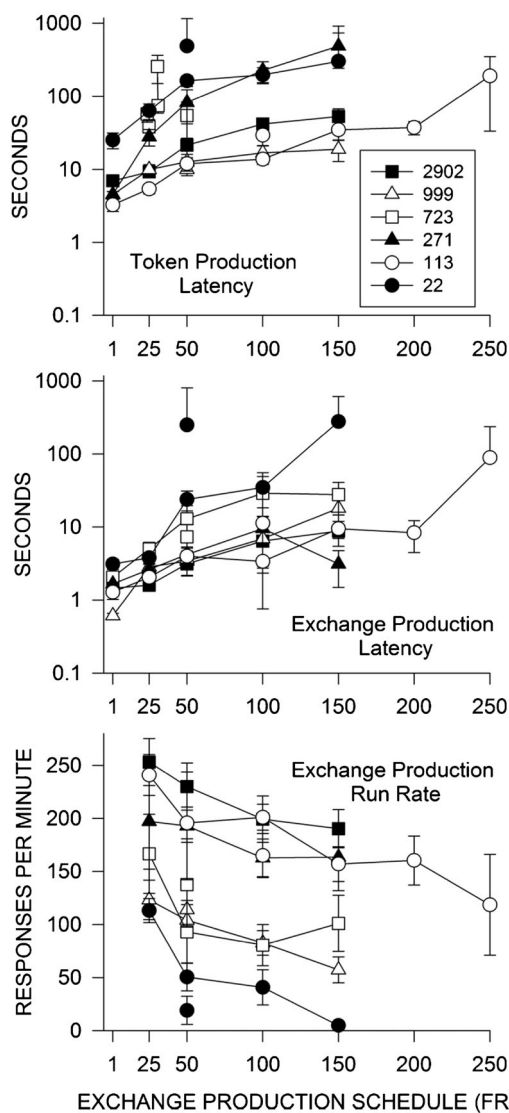 1000
100
10
1
0.1
SECONDS
2902
999
723
271
113
22
Token Production
Latency
1 25 50 100 150 200 250
1000
100
10
1
0.1
SECONDS
Exchange Production
Latency
1 25 50 100 150 200 250
250
200
150
100
50
0
RESPONSES PER MINUTE
Exchange Production
Run Rate
1 25 50 100 150 200 250
EXCHANGE PRODUCTION SCHEDULE (FR